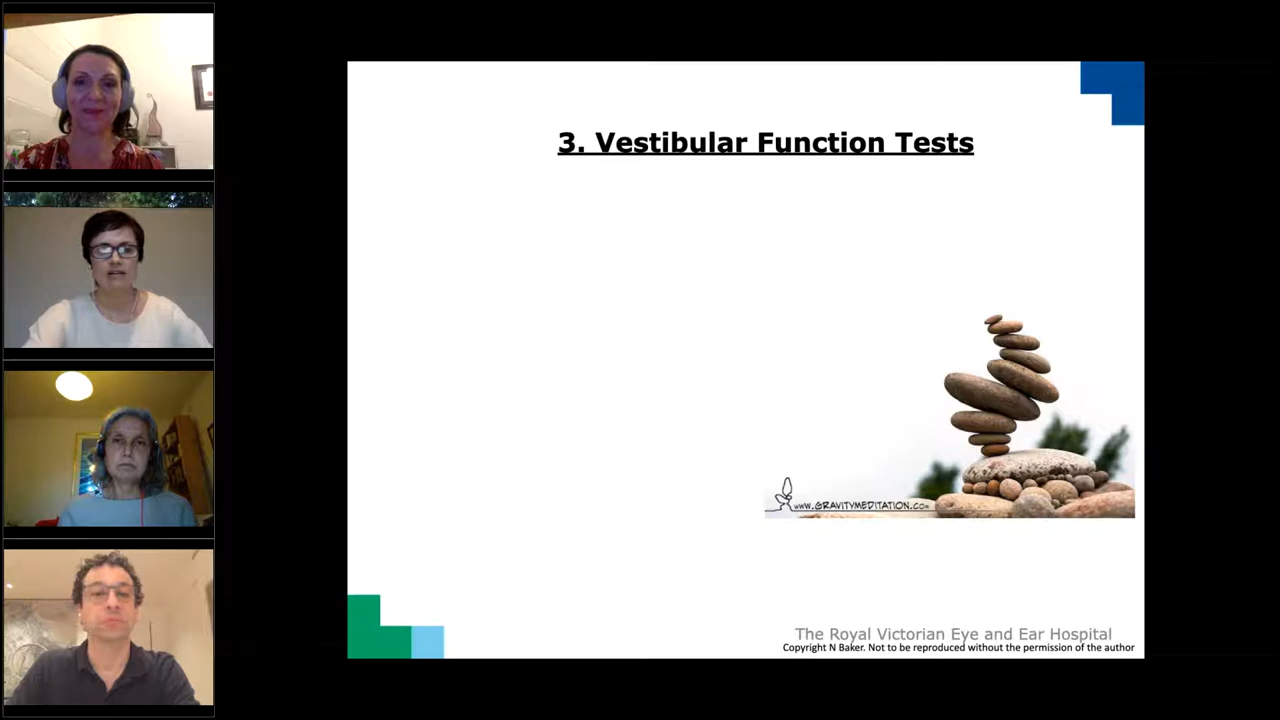 3. Vestibular Function Tests
WWW.GRAVITYMEDITATION.COM
The Royal Victorian Eye and Ear Hospital
Copyright N Baker. Not to be reproduced without the permission of the author